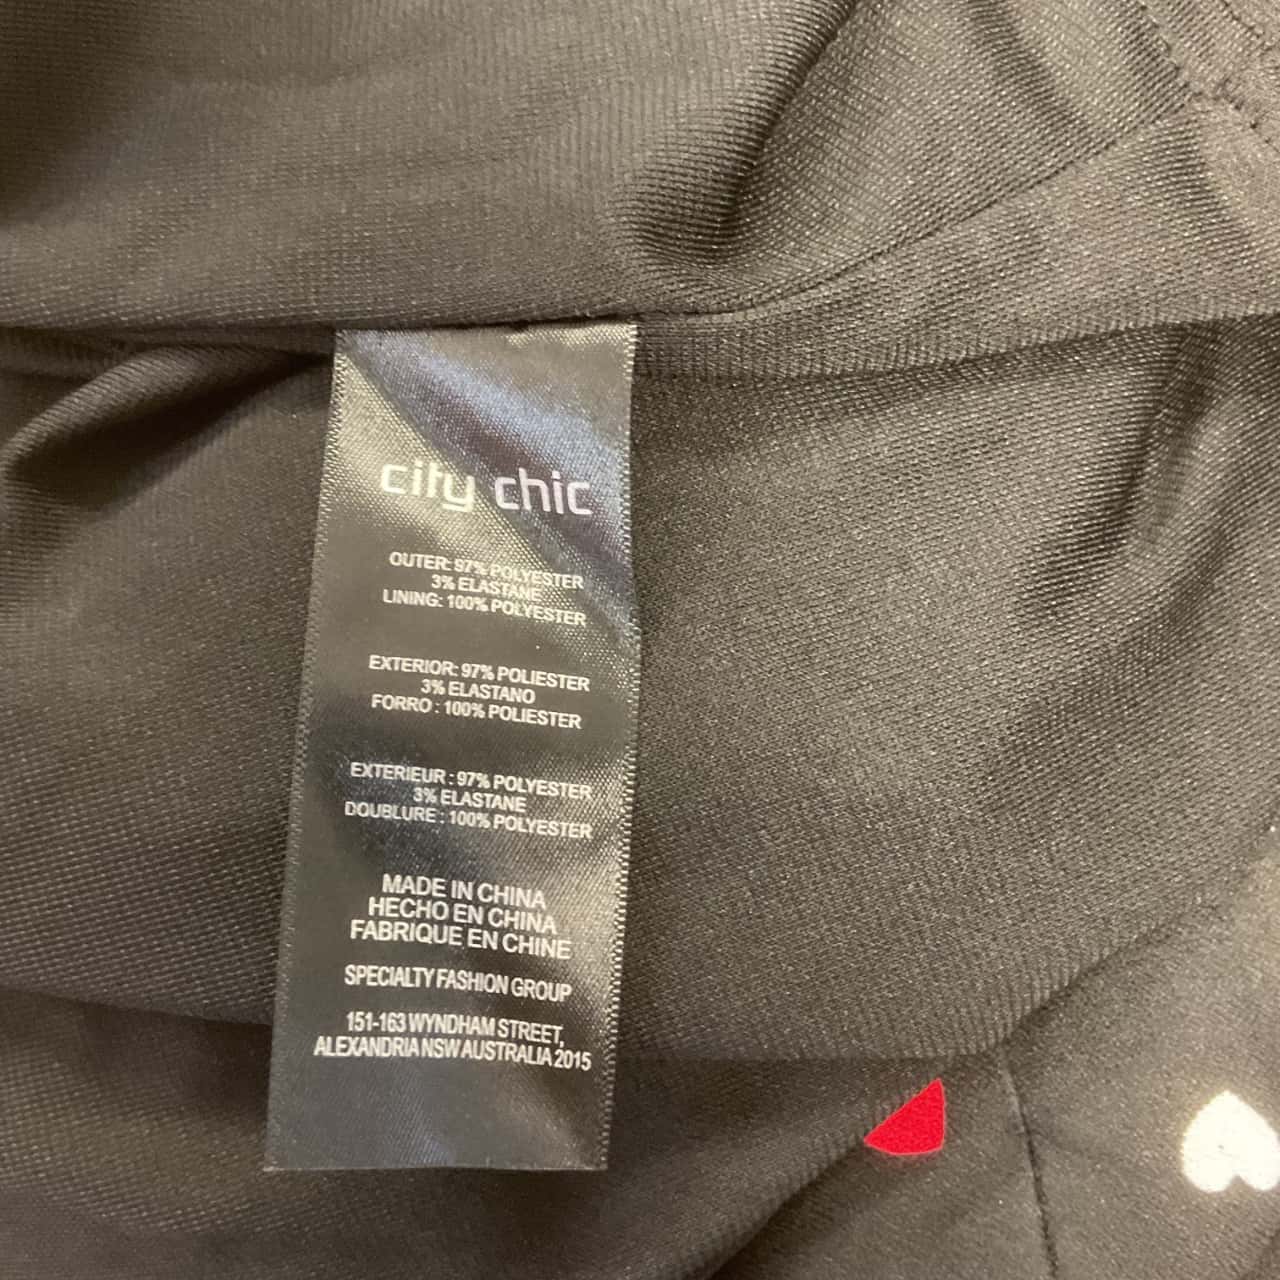 city chic
OUTER: 97% POLYESTER
3% ELASTANE
LINING: 100% POLYESTER
EXTERIOR: 97% POLIESTER
3% ELASTANO
FORRO : 100% POLIESTER
EXTERIEUR : 97% POLYESTER
3% ELASTANE
DOUBLURE : 100% POLYESTER
MADE IN CHINA
HECHO EN CHINA
FABRIQUE EN CHINE
SPECIALTY FASHION GROUP
151-163 WYNDHAM STREET,
ALEXANDRIA NSW AUSTRALIA 2015